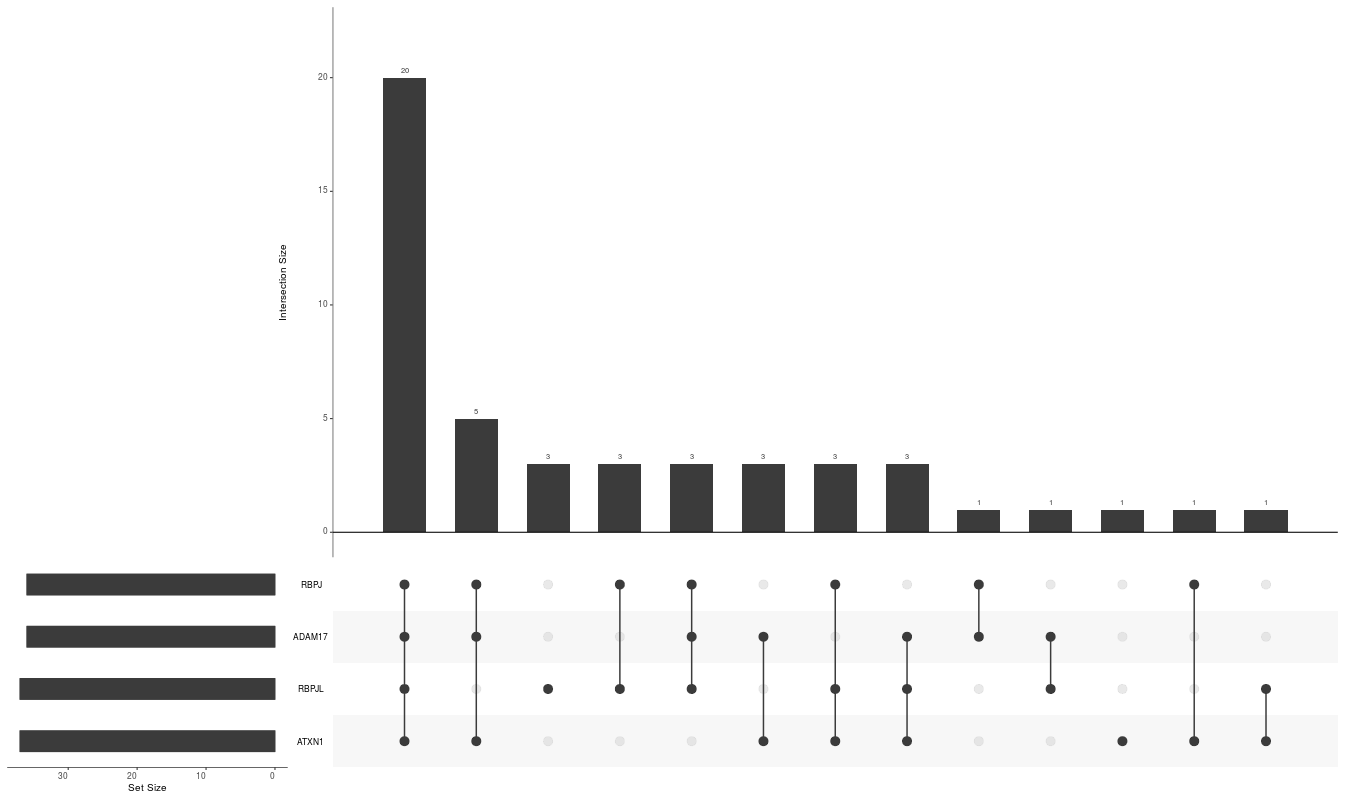 20
20
15
Intersection Size
10
5
5
3 3 3 3 3 3
1 1 1 1 1
0
RBPJ
ADAM17
RBPJL
ATXN1
30 20 10 0
Set Size